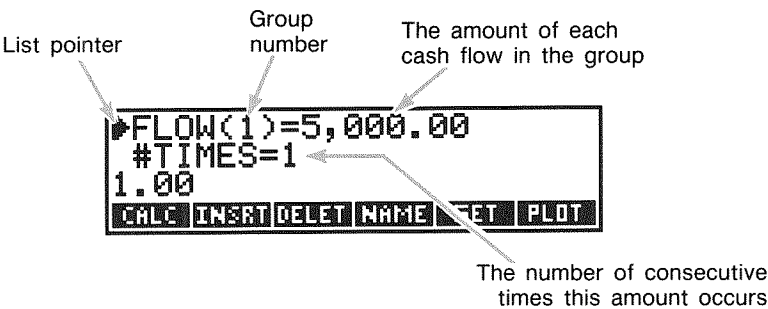 List pointer
Group
number
The amount of each
cash flow in the group
FLOW(1)=5,000.00
#TIMES=1
1.00
CALC INSRT DELET NAME GET PLOT
The number of consecutive
times this amount occurs